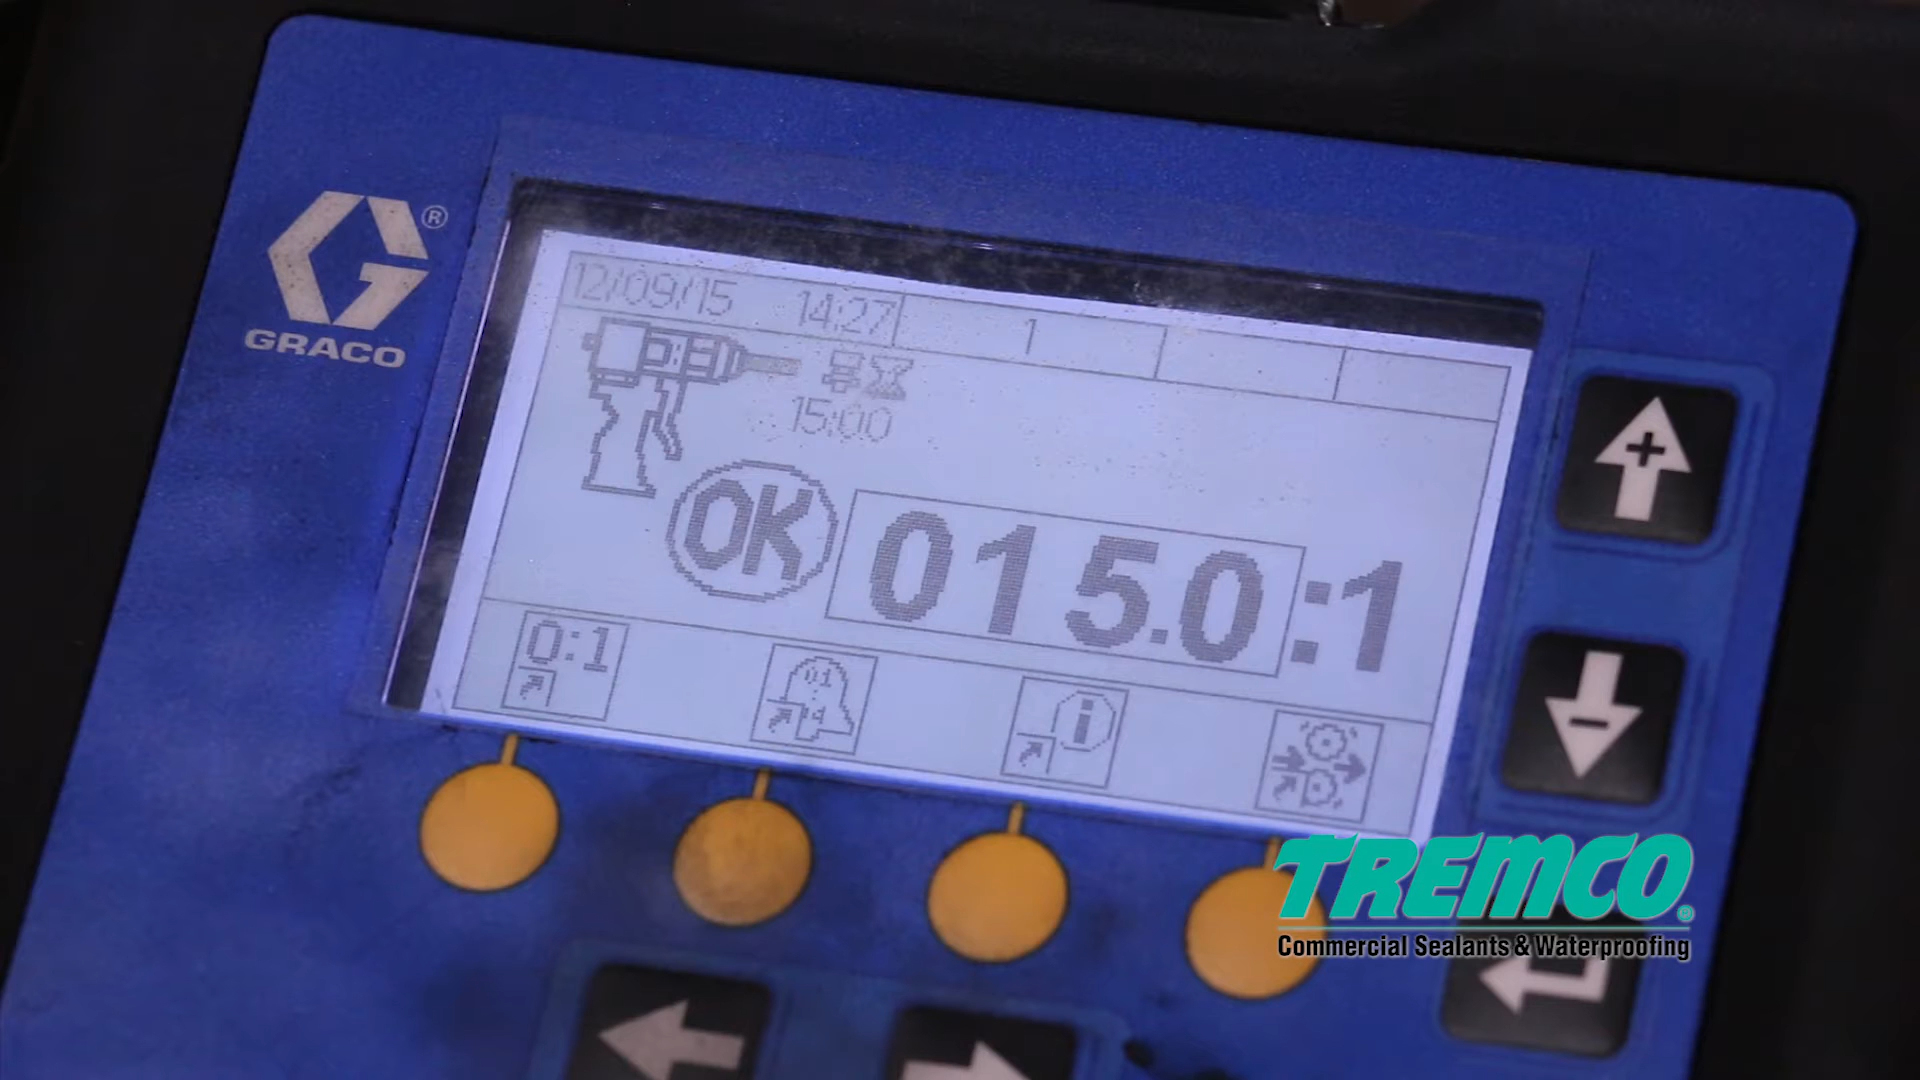 GRACO®
12/09/15 14:27 1
15:00
OK 015.0:1
0:1
i
TREMCO®
Commercial Sealants & Waterproofing